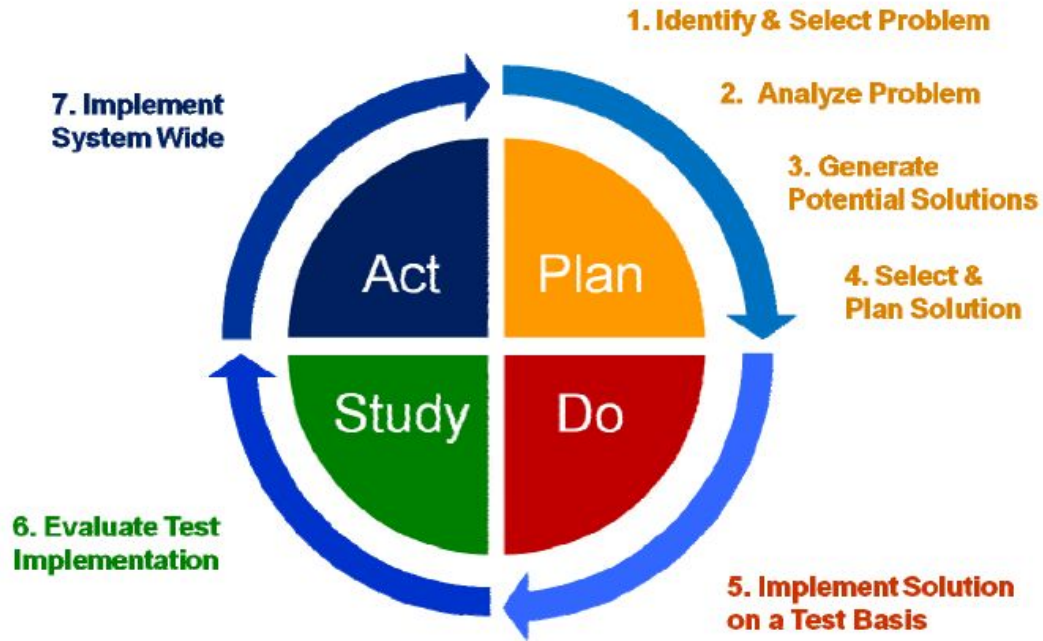 1. Identify & Select Problem
2. Analyze Problem
3. Generate
Potential Solutions
4. Select &
Plan Solution
5. Implement Solution
on a Test Basis
6. Evaluate Test
Implementation
7. Implement
System Wide
Act
Plan
Study
Do